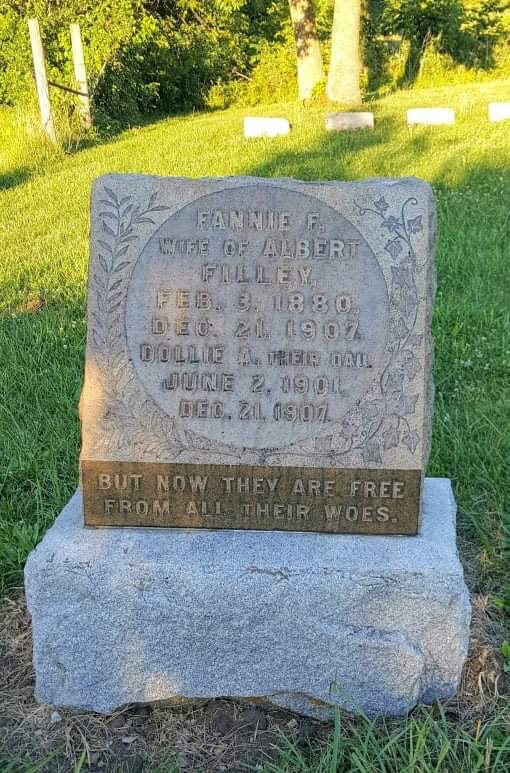 FANNIE F.
WIFE OF ALBERT
FILLEY,
FEB. 3, 1880.
DEC. 21, 1907.
DOLLIE A. THEIR DAU.
JUNE 2, 1901.
DEC. 21, 1907.
BUT NOW THEY ARE FREE
FROM ALL THEIR WOES.